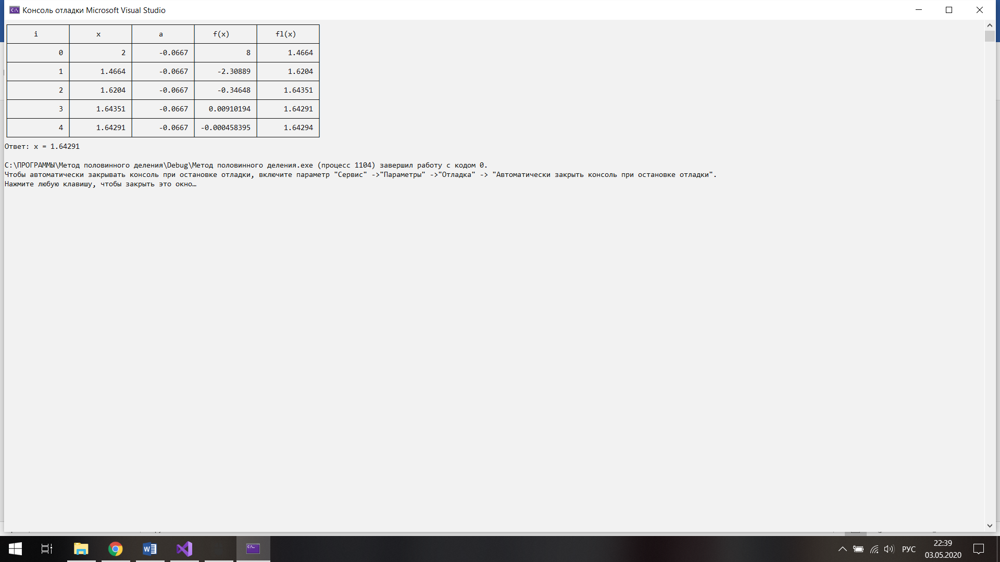 Консоль отладки Microsoft Visual Studio
i x a f(x) fl(x)
0 2 -0.0667 8 1.4664
1 1.4664 -0.0667 -2.30889 1.6204
2 1.6204 -0.0667 -0.34648 1.64351
3 1.64351 -0.0667 0.00910194 1.64291
4 1.64291 -0.0667 -0.000458395 1.64294
Ответ: x = 1.64291
C:\ПРОГРАММЫ\Метод половинного деления\Debug\Метод половинного деления.exe (процесс 1104) завершил работу с кодом 0.
Чтобы автоматически закрывать консоль при остановке отладки, включите параметр "Сервис" ->"Параметры" ->"Отладка" -> "Автоматически закрыть консоль при остановке отладки".
Нажмите любую клавишу, чтобы закрыть это окно…
РУС
22:39
03.05.2020